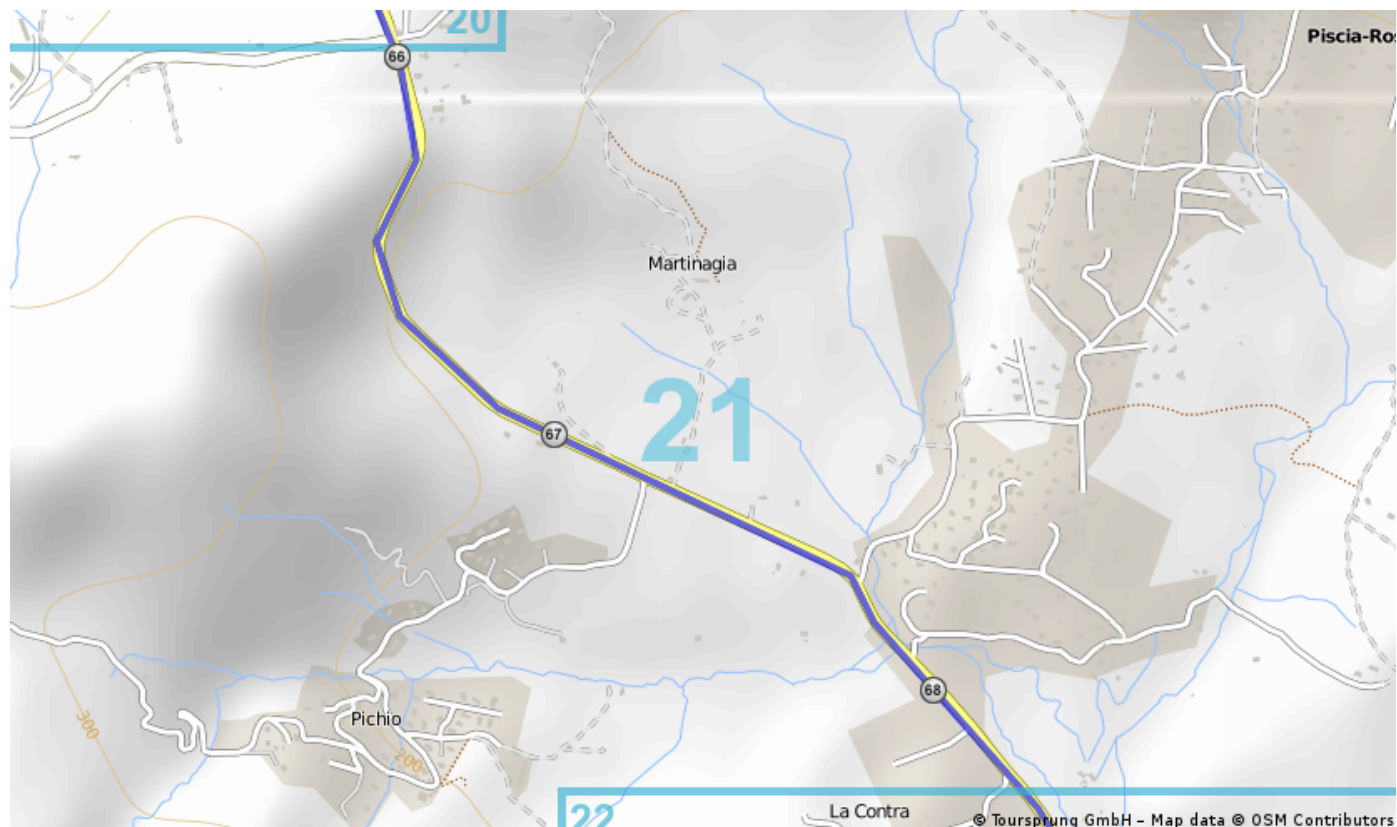 20
66
Piscia-Ros
Martinagia
21
67
68
300
Pichio
200
22
La Contra
© Toursprung GmbH – Map data © OSM Contributors